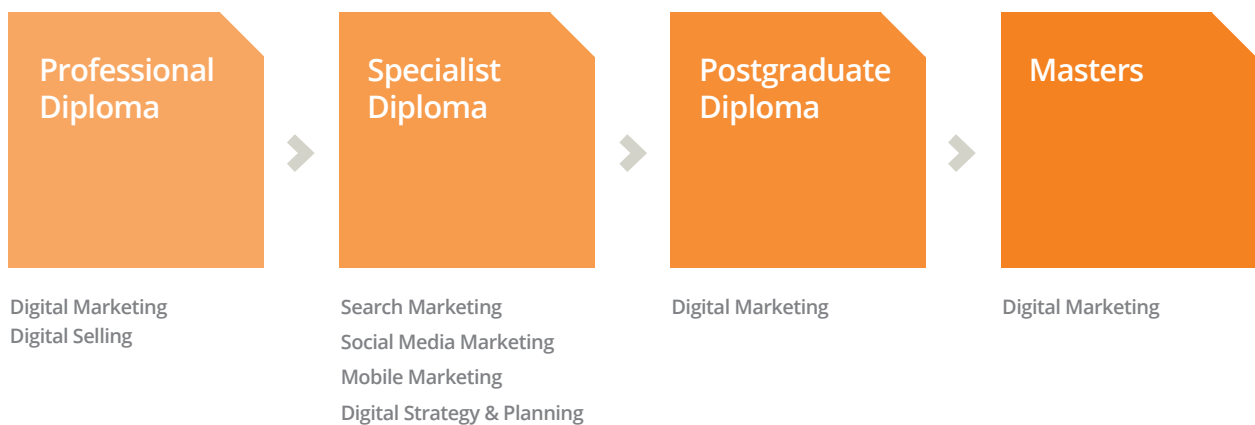 Professional
Diploma
Digital Marketing
Digital Selling
Specialist
Diploma
Search Marketing
Social Media Marketing
Mobile Marketing
Digital Strategy & Planning
Postgraduate
Diploma
Digital Marketing
Masters
Digital Marketing